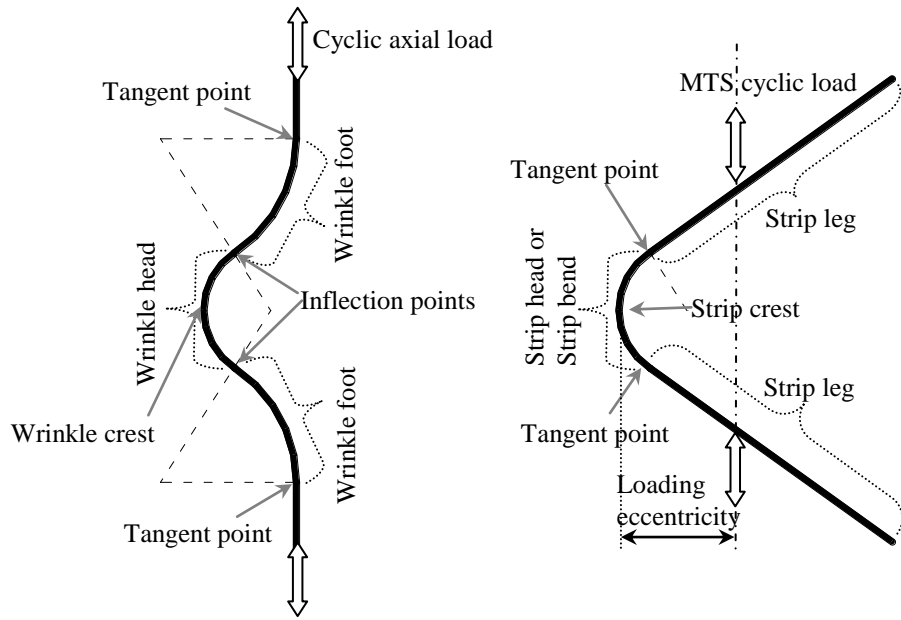 Cyclic axial load
Tangent point
Wrinkle foot
Wrinkle head
Inflection points
Wrinkle crest
Wrinkle foot
Tangent point
MTS cyclic load
Tangent point
Strip leg
Strip head or
Strip bend
Strip crest
Strip leg
Tangent point
Loading
eccentricity